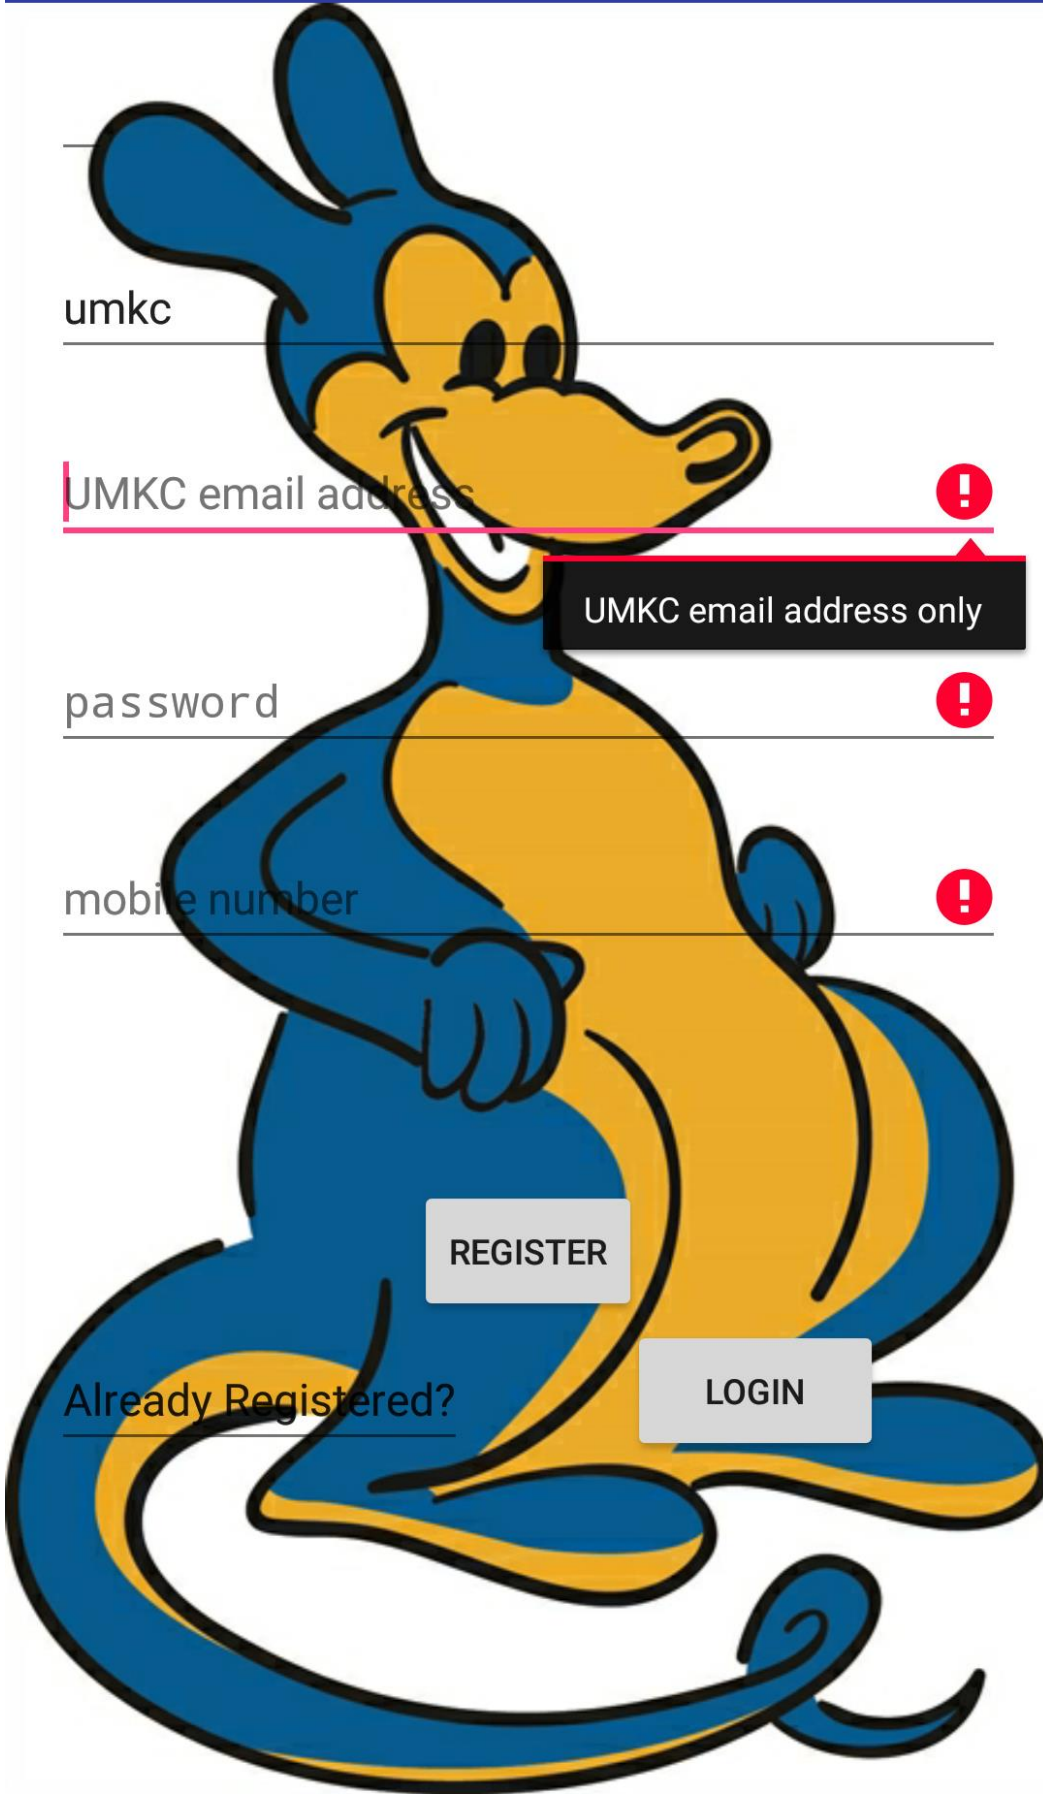 umkc
UMKC email address
UMKC email address only
password
mobile number
REGISTER
Already Registered?
LOGIN